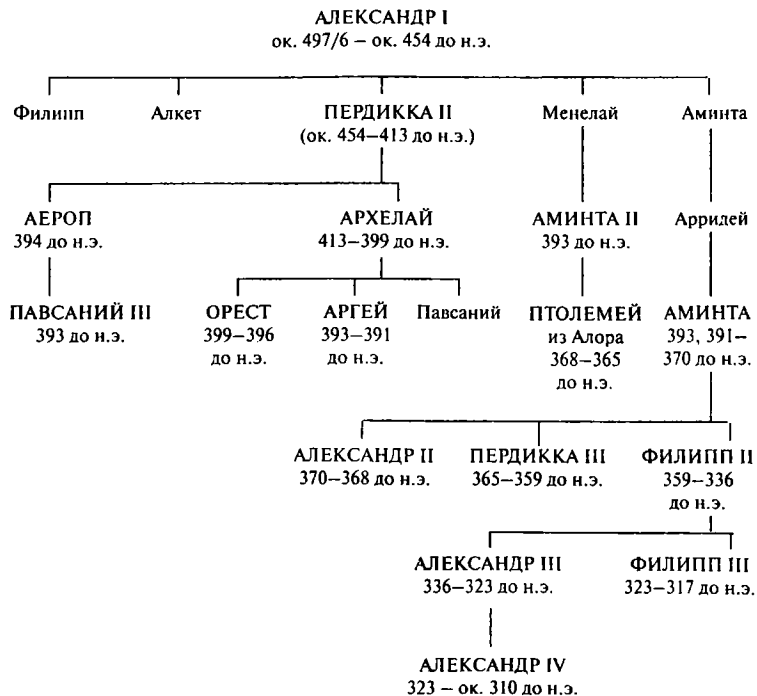 АЛЕКСАНДР I
ок. 497/6 – ок. 454 до н.э.
Филипп Алкет ПЕРДИККА II Менелай Аминта
(ок. 454–413 до н.э.)
АЕРОП АРХЕЛАЙ АМИНТА II Арридей
394 до н.э. 413–399 до н.э. 393 до н.э.
ПАВСАНИЙ III ОРЕСТ АРГЕЙ Павсаний ПТОЛЕМЕЙ АМИНТА
393 до н.э. 399–396 393–391 из Алора 393, 391–
до н.э. до н.э. 368–365 370 до н.э.
до н.э.
АЛЕКСАНДР II ПЕРДИККА III ФИЛИПП II
370–368 до н.э. 365–359 до н.э. 359–336
до н.э.
АЛЕКСАНДР III ФИЛИПП III
336–323 до н.э. 323–317 до н.э.
АЛЕКСАНДР IV
323 – ок. 310 до н.э.